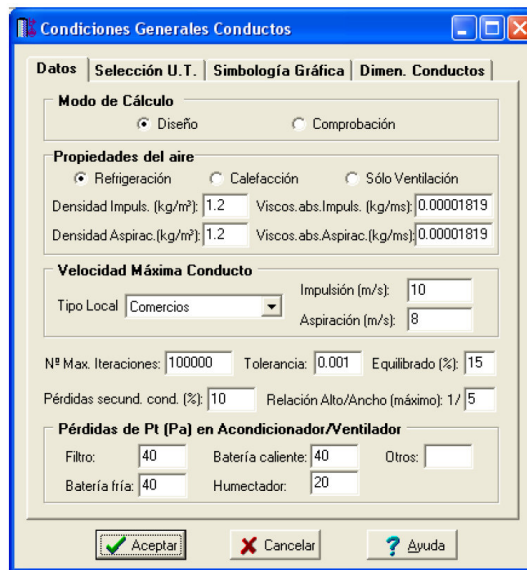 Condiciones Generales Conductos
Datos Selección U.T. Simbología Gráfica Dimen. Conductos
Modo de Cálculo
Diseño Comprobación
Propiedades del aire
Refrigeración Calefacción Sólo Ventilación
Densidad Impuls. (kg/m³): 1.2 Viscos.abs.Impuls. (kg/ms): 0.00001819
Densidad Aspirac.(kg/m³): 1.2 Viscos.abs.Aspirac.(kg/ms): 0.00001819
Velocidad Máxima Conducto
Tipo Local Comercios Impulsión (m/s): 10
Aspiración (m/s): 8
Nº Max. Iteraciones: 100000 Tolerancia: 0.001 Equilibrado (%): 15
Pérdidas secund. cond. (%): 10 Relación Alto/Ancho (máximo): 1/ 5
Pérdidas de Pt (Pa) en Acondicionador/Ventilador
Filtro: 40 Batería caliente: 40 Otros:
Batería fría: 40 Humectador: 20
Aceptar Cancelar Ayuda